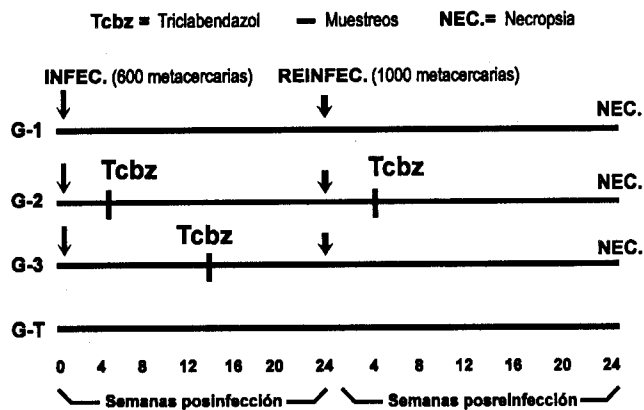 Tcbz = Triclabendazol — Muestreos NEC.= Necropsia
INFEC. (600 metacercarias) REINFEC. (1000 metacercarias)
NEC.
G-1
Tcbz Tcbz
NEC.
G-2
Tcbz
NEC.
G-3
G-T
0 4 8 12 16 20 24 4 8 12 16 20 24
Semanas posinfección Semanas posreinfección